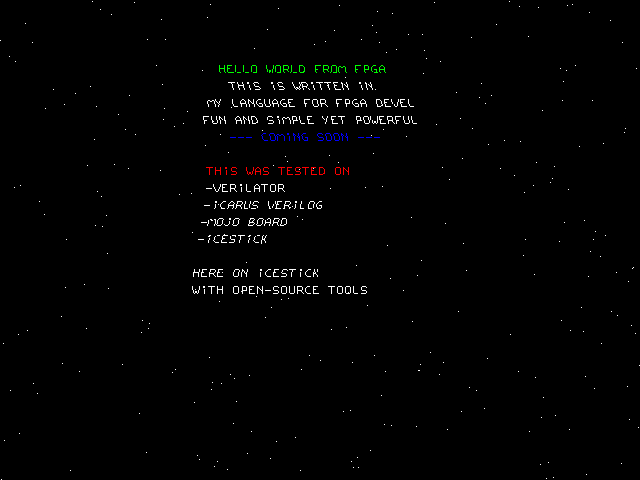 HELLO WORLD FROM FPGA
THIS IS WRITTEN IN.
MY LANGUAGE FOR FPGA DEVEL
FUN AND SIMPLE YET POWERFUL
--- COMING SOON ---
THIS WAS TESTED ON
-VERILATOR
-ICARUS VERILOG
-MOJO BOARD
-ICESTICK
HERE ON ICESTICK
WITH OPEN-SOURCE TOOLS